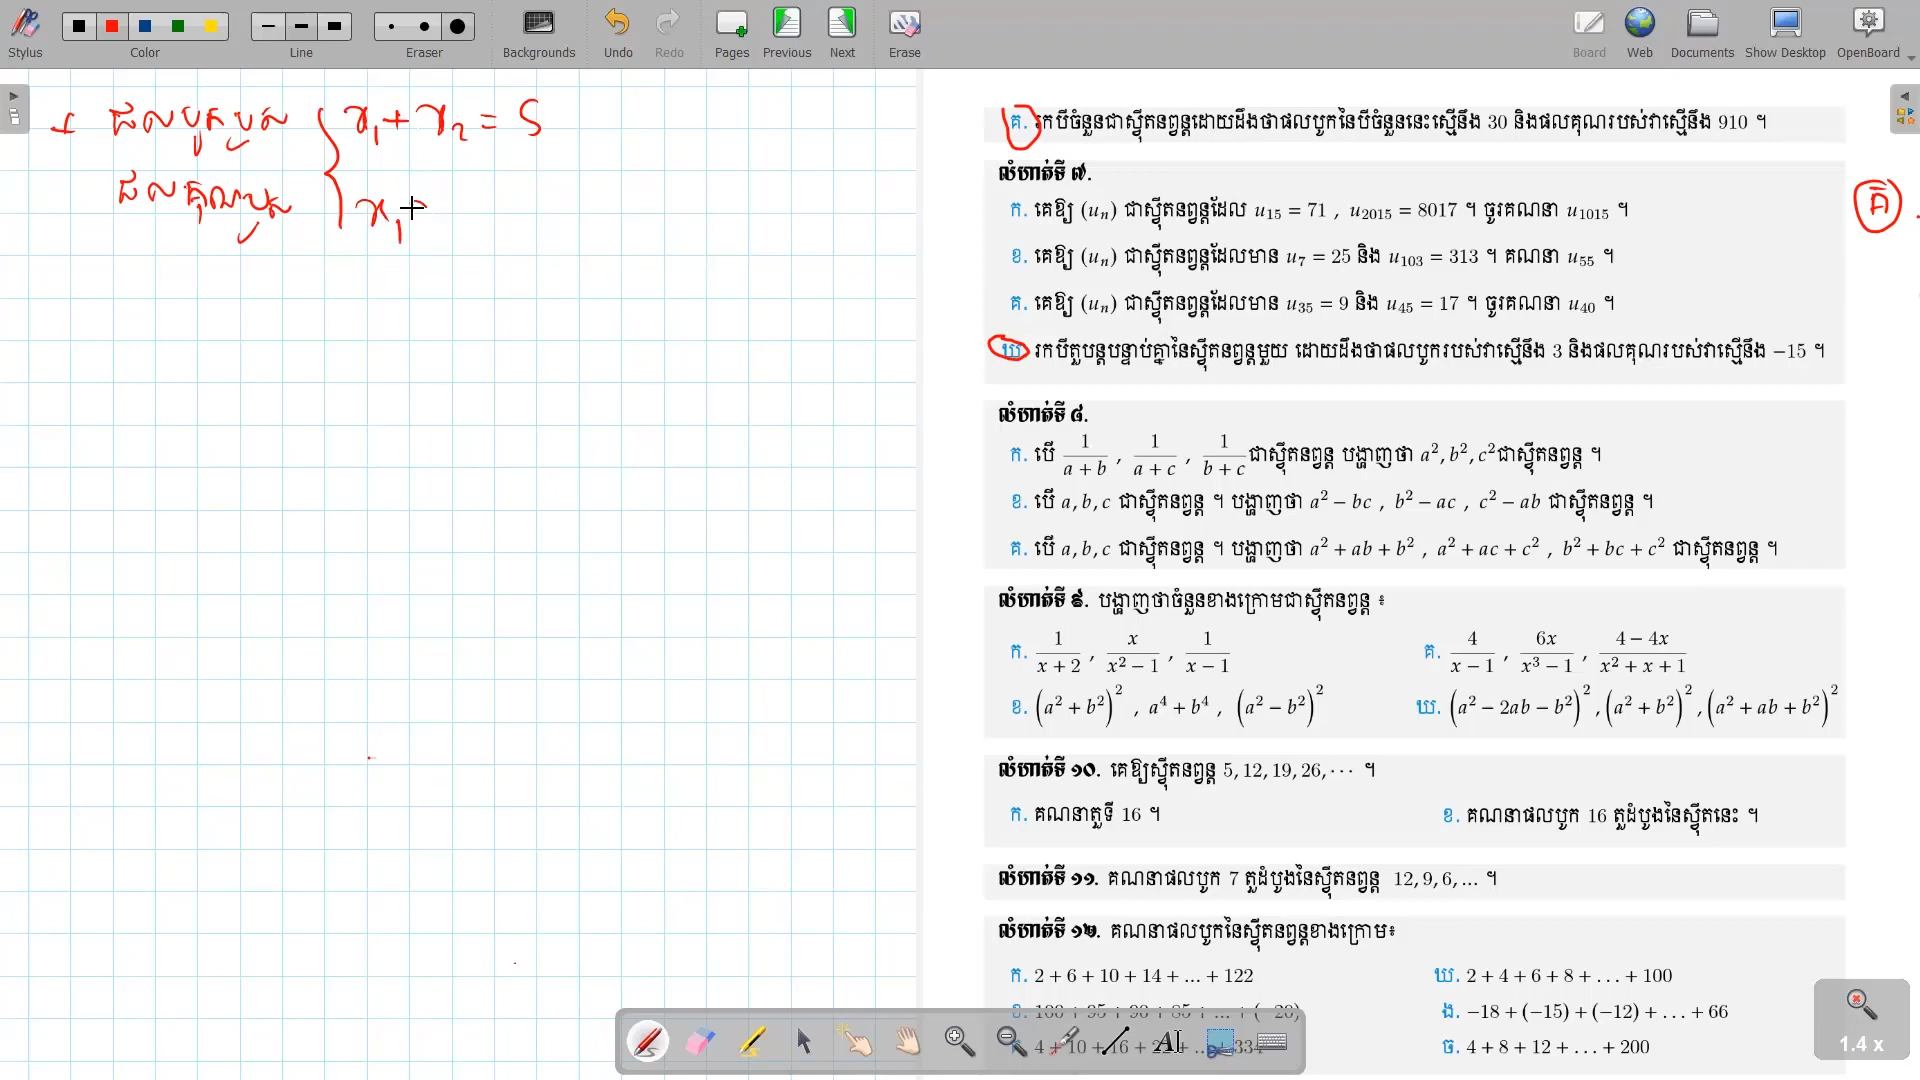 Stylus Color Line Eraser Backgrounds Undo Redo Pages Previous Next Erase Board Web Documents Show Desktop OpenBoard
+ ផលបូកឫស x₁ + x₂ = S
ផលគុណឫស x₁
គ. រកបីចំនួនជាស្វ៊ីតនព្វន្តដោយដឹងថាផលបូកនៃបីចំនួននេះស្មើនឹង 30 និងផលគុណរបស់វាស្មើនឹង 910 ។
លំហាត់ទី ៧.
ក. គេឱ្យ (uₙ) ជាស្វ៊ីតនព្វន្តដែល u₁₅ = 71 , u₂₀₁₅ = 8017 ។ ចូរគណនា u₁₀₁₅ ។
ខ. គេឱ្យ (uₙ) ជាស្វ៊ីតនព្វន្តដែលមាន u₇ = 25 និង u₁₀₃ = 313 ។ គណនា u₅₅ ។
គ. គេឱ្យ (uₙ) ជាស្វ៊ីតនព្វន្តដែលមាន u₃₅ = 9 និង u₄₅ = 17 ។ ចូរគណនា u₄₀ ។
ឃ. រកបីតួបន្តបន្ទាប់គ្នានៃស្វ៊ីតនព្វន្តមួយ ដោយដឹងថាផលបូករបស់វាស្មើនឹង 3 និងផលគុណរបស់វាស្មើនឹង −15 ។
លំហាត់ទី ៨.
ក. បើ 1/(a + b) , 1/(a + c) , 1/(b + c) ជាស្វ៊ីតនព្វន្ត បង្ហាញថា a², b², c² ជាស្វ៊ីតនព្វន្ត ។
ខ. បើ a, b, c ជាស្វ៊ីតនព្វន្ត ។ បង្ហាញថា a² − bc , b² − ac , c² − ab ជាស្វ៊ីតនព្វន្ត ។
គ. បើ a, b, c ជាស្វ៊ីតនព្វន្ត ។ បង្ហាញថា a² + ab + b² , a² + ac + c² , b² + bc + c² ជាស្វ៊ីតនព្វន្ត ។
លំហាត់ទី ៩. បង្ហាញថាចំនួនខាងក្រោមជាស្វ៊ីតនព្វន្ត ៖
ក. 1/(x + 2) , x/(x² − 1) , 1/(x − 1) គ. 4/(x − 1) , 6x/(x³ − 1) , (4 − 4x)/(x² + x + 1)
ខ. (a² + b²)² , a⁴ + b⁴ , (a² − b²)² ឃ. (a² − 2ab − b²)² , (a² + b²)² , (a² + ab + b²)²
លំហាត់ទី ១០. គេឱ្យស្វ៊ីតនព្វន្ត 5, 12, 19, 26, ⋯ ។
ក. គណនាតួទី 16 ។ ខ. គណនាផលបូក 16 តួដំបូងនៃស្វ៊ីតនេះ ។
លំហាត់ទី ១១. គណនាផលបូក 7 តួដំបូងនៃស្វ៊ីតនព្វន្ត 12, 9, 6, ... ។
លំហាត់ទី ១២. គណនាផលបូកនៃស្វ៊ីតនព្វន្តខាងក្រោម៖
ក. 2 + 6 + 10 + 14 + ... + 122 ឃ. 2 + 4 + 6 + 8 + ... + 100
ង. −18 + (−15) + (−12) + ... + 66
4 + 10 + 16 + ច. 4 + 8 + 12 + ... + 200
1.4 x